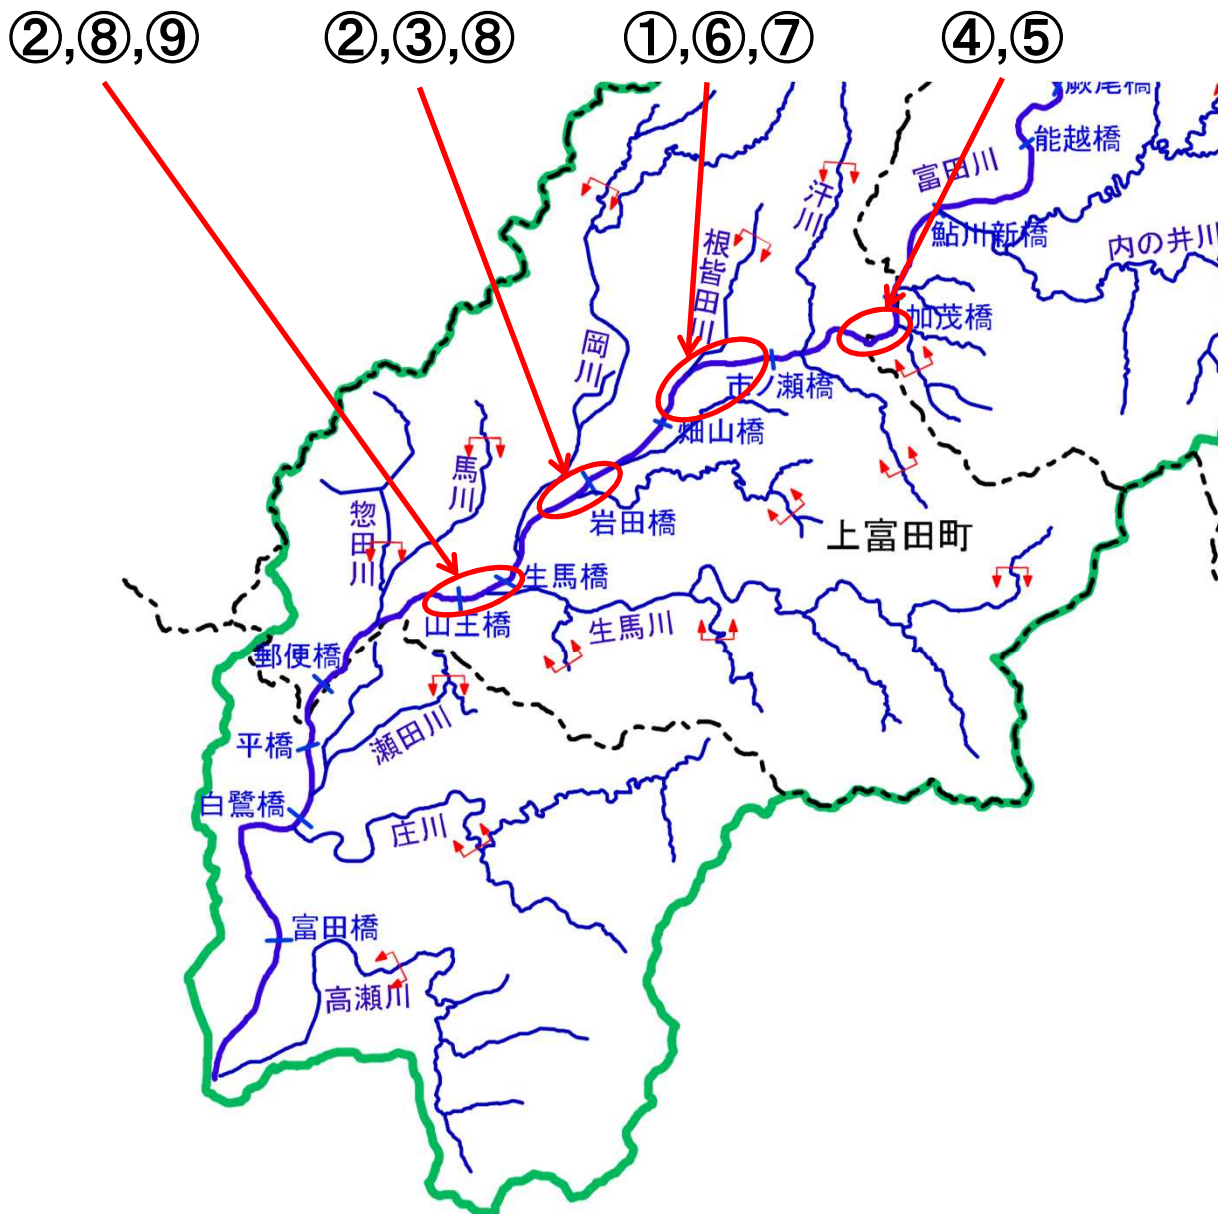 ②,⑧,⑨
②,③,⑧
①,⑥,⑦
④,⑤
蕨尾橋
能越橋
富田川
鮎川新橋
内の井川
汗川
根皆田川
加茂橋
岡川
市ノ瀬橋
畑山橋
馬川
惣田川
岩田橋
上富田町
生馬橋
山王橋
生馬川
郵便橋
瀬田川
平橋
白鷺橋
庄川
富田橋
高瀬川